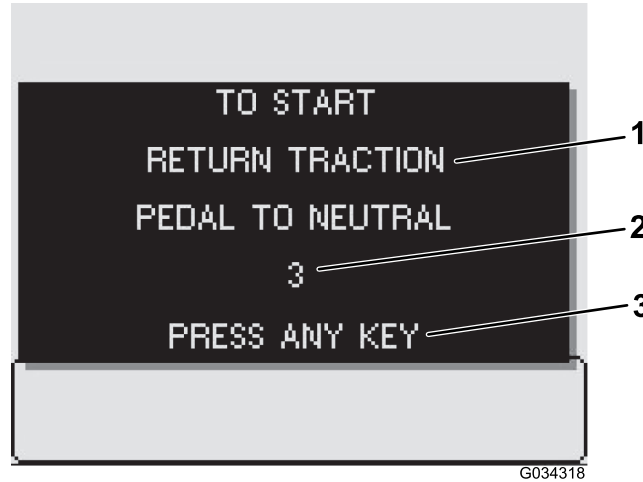 TO START
RETURN TRACTION
1
PEDAL TO NEUTRAL
2
3
3
PRESS ANY KEY
G034318